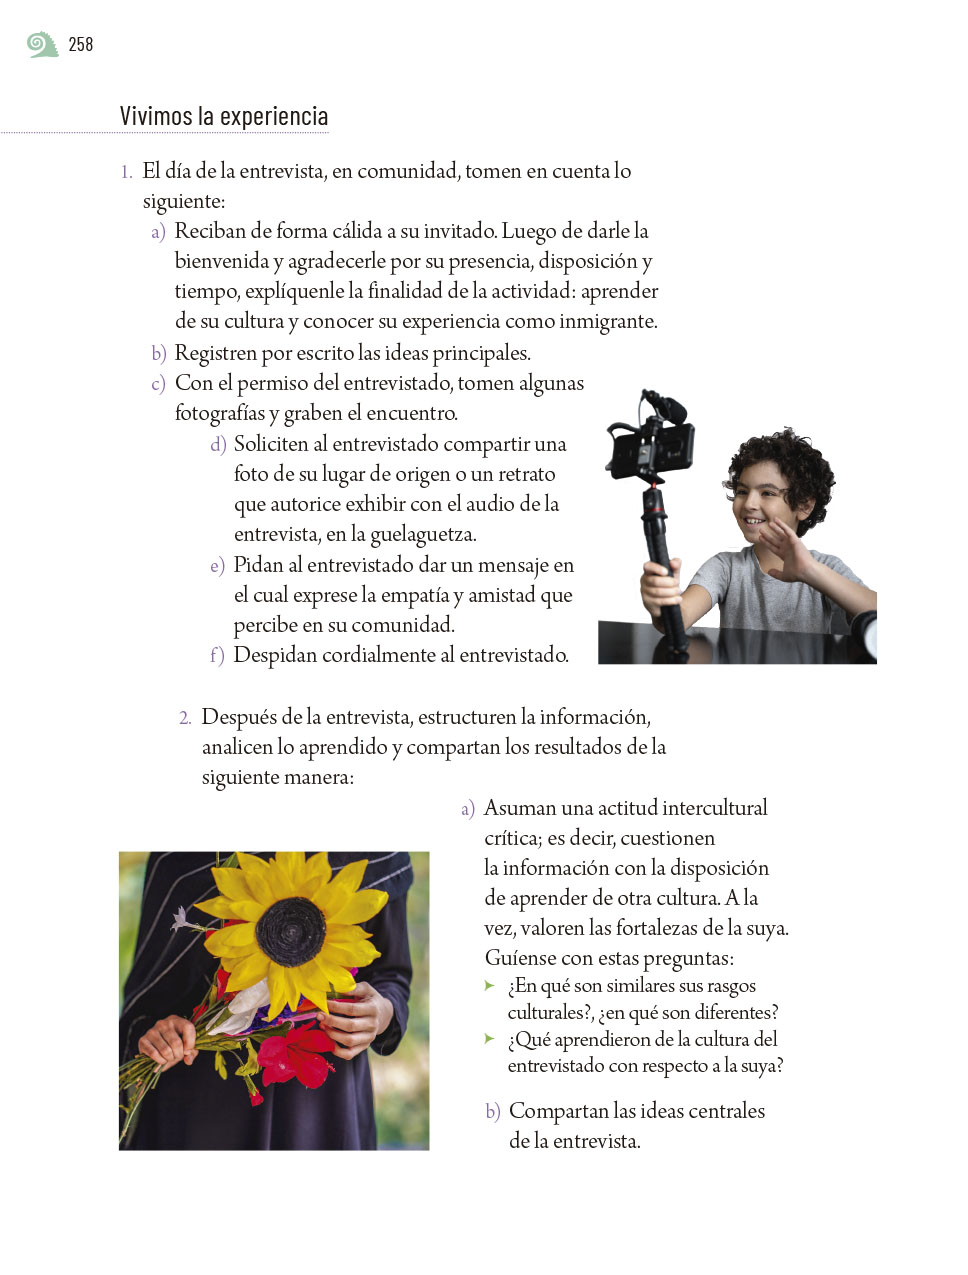 258
Vivimos la experiencia
1. El día de la entrevista, en comunidad, tomen en cuenta lo
siguiente:
a) Reciban de forma cálida a su invitado. Luego de darle la
bienvenida y agradecerle por su presencia, disposición y
tiempo, explíquenle la finalidad de la actividad: aprender
de su cultura y conocer su experiencia como inmigrante.
b) Registren por escrito las ideas principales.
c) Con el permiso del entrevistado, tomen algunas
fotografías y graben el encuentro.
d) Soliciten al entrevistado compartir una
foto de su lugar de origen o un retrato
que autorice exhibir con el audio de la
entrevista, en la guelaguetza.
e) Pidan al entrevistado dar un mensaje en
el cual exprese la empatía y amistad que
percibe en su comunidad.
f) Despidan cordialmente al entrevistado.
2. Después de la entrevista, estructuren la información,
analicen lo aprendido y compartan los resultados de la
siguiente manera:
a) Asuman una actitud intercultural
crítica; es decir, cuestionen
la información con la disposición
de aprender de otra cultura. A la
vez, valoren las fortalezas de la suya.
Guíense con estas preguntas:
➤ ¿En qué son similares sus rasgos
culturales?, ¿en qué son diferentes?
➤ ¿Qué aprendieron de la cultura del
entrevistado con respecto a la suya?
b) Compartan las ideas centrales
de la entrevista.